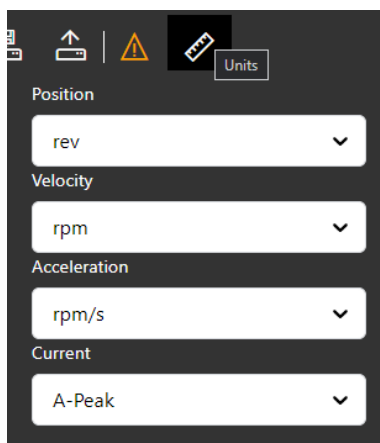 Units
Position
rev
Velocity
rpm
Acceleration
rpm/s
Current
A-Peak